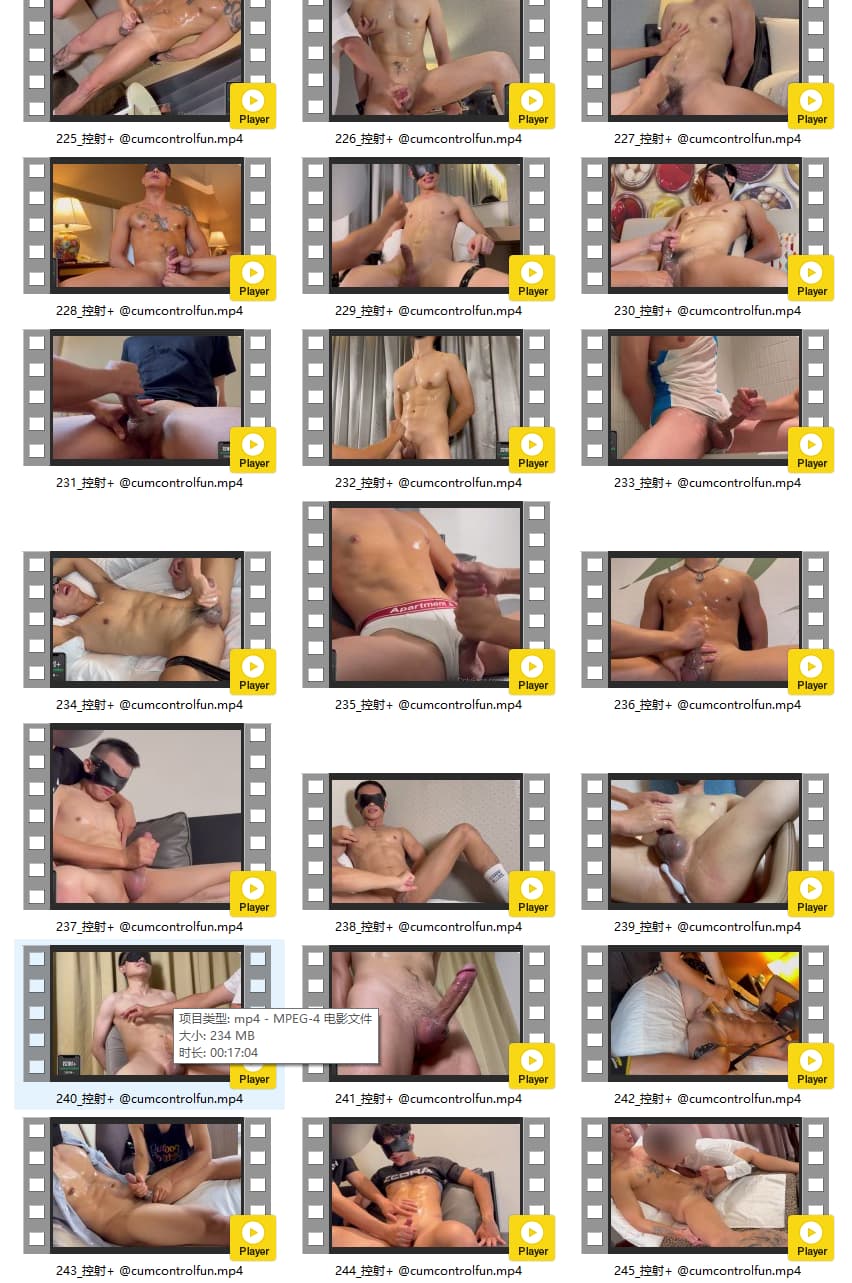 Player
Player
Player
225_控射+ @cumcontrolfun.mp4
226_控射+ @cumcontrolfun.mp4
227_控射+ @cumcontrolfun.mp4
Player
Player
Player
228_控射+ @cumcontrolfun.mp4
229_控射+ @cumcontrolfun.mp4
230_控射+ @cumcontrolfun.mp4
Player
Player
Player
231_控射+ @cumcontrolfun.mp4
232_控射+ @cumcontrolfun.mp4
233_控射+ @cumcontrolfun.mp4
Apartment
Player
Player
Player
234_控射+ @cumcontrolfun.mp4
235_控射+ @cumcontrolfun.mp4
236_控射+ @cumcontrolfun.mp4
Player
Player
Player
237_控射+ @cumcontrolfun.mp4
238_控射+ @cumcontrolfun.mp4
239_控射+ @cumcontrolfun.mp4
项目类型: mp4 - MPEG-4 电影文件
大小: 234 MB
时长: 00:17:04
Player
Player
Player
240_控射+ @cumcontrolfun.mp4
241_控射+ @cumcontrolfun.mp4
242_控射+ @cumcontrolfun.mp4
Player
Player
Player
243_控射+ @cumcontrolfun.mp4
244_控射+ @cumcontrolfun.mp4
245_控射+ @cumcontrolfun.mp4